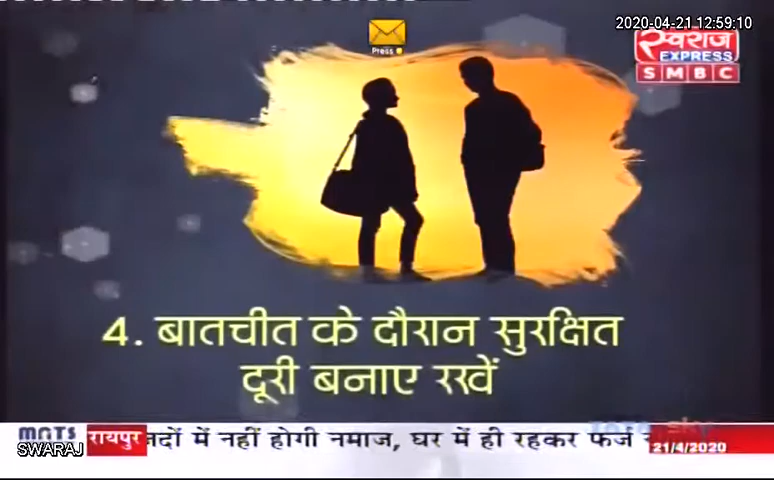 2020-04-21 12:59:10
Press
स्वराज
EXPRESS
SMBC
4. बातचीत के दौरान सुरक्षित
दूरी बनाए रखें
MATS
SWARAJ
रायपुर
में नहीं होगी नमाज, घर में ही रहकर फर्ज
21/4/2020